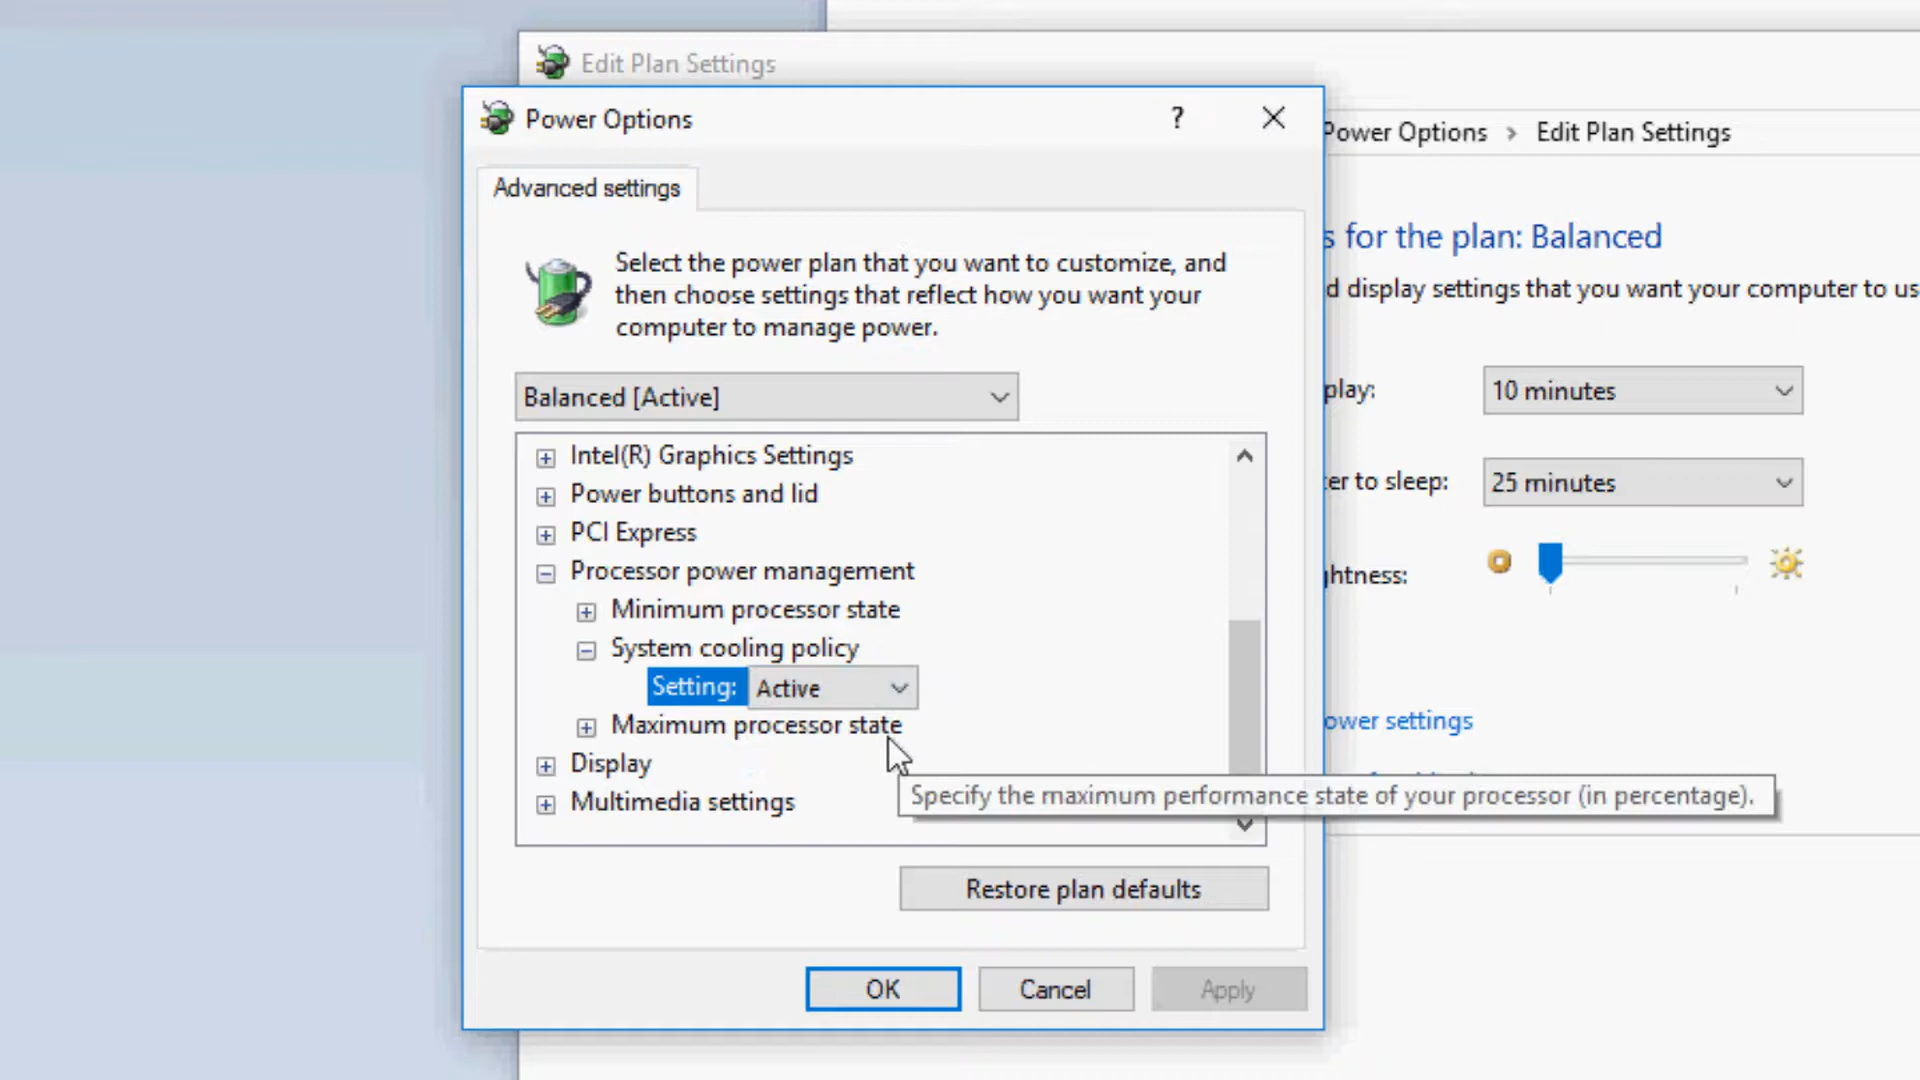 Edit Plan Settings
Power Options
?
Power Options > Edit Plan Settings
Advanced settings
s for the plan: Balanced
Select the power plan that you want to customize, and
then choose settings that reflect how you want your
computer to manage power.
d display settings that you want your computer to us
Balanced [Active]
play:
10 minutes
Intel(R) Graphics Settings
Power buttons and lid
ter to sleep:
25 minutes
PCI Express
Processor power management
ghtness:
Minimum processor state
System cooling policy
Setting: Active
Maximum processor state
ower settings
Display
Specify the maximum performance state of your processor (in percentage).
Multimedia settings
Restore plan defaults
OK
Cancel
Apply